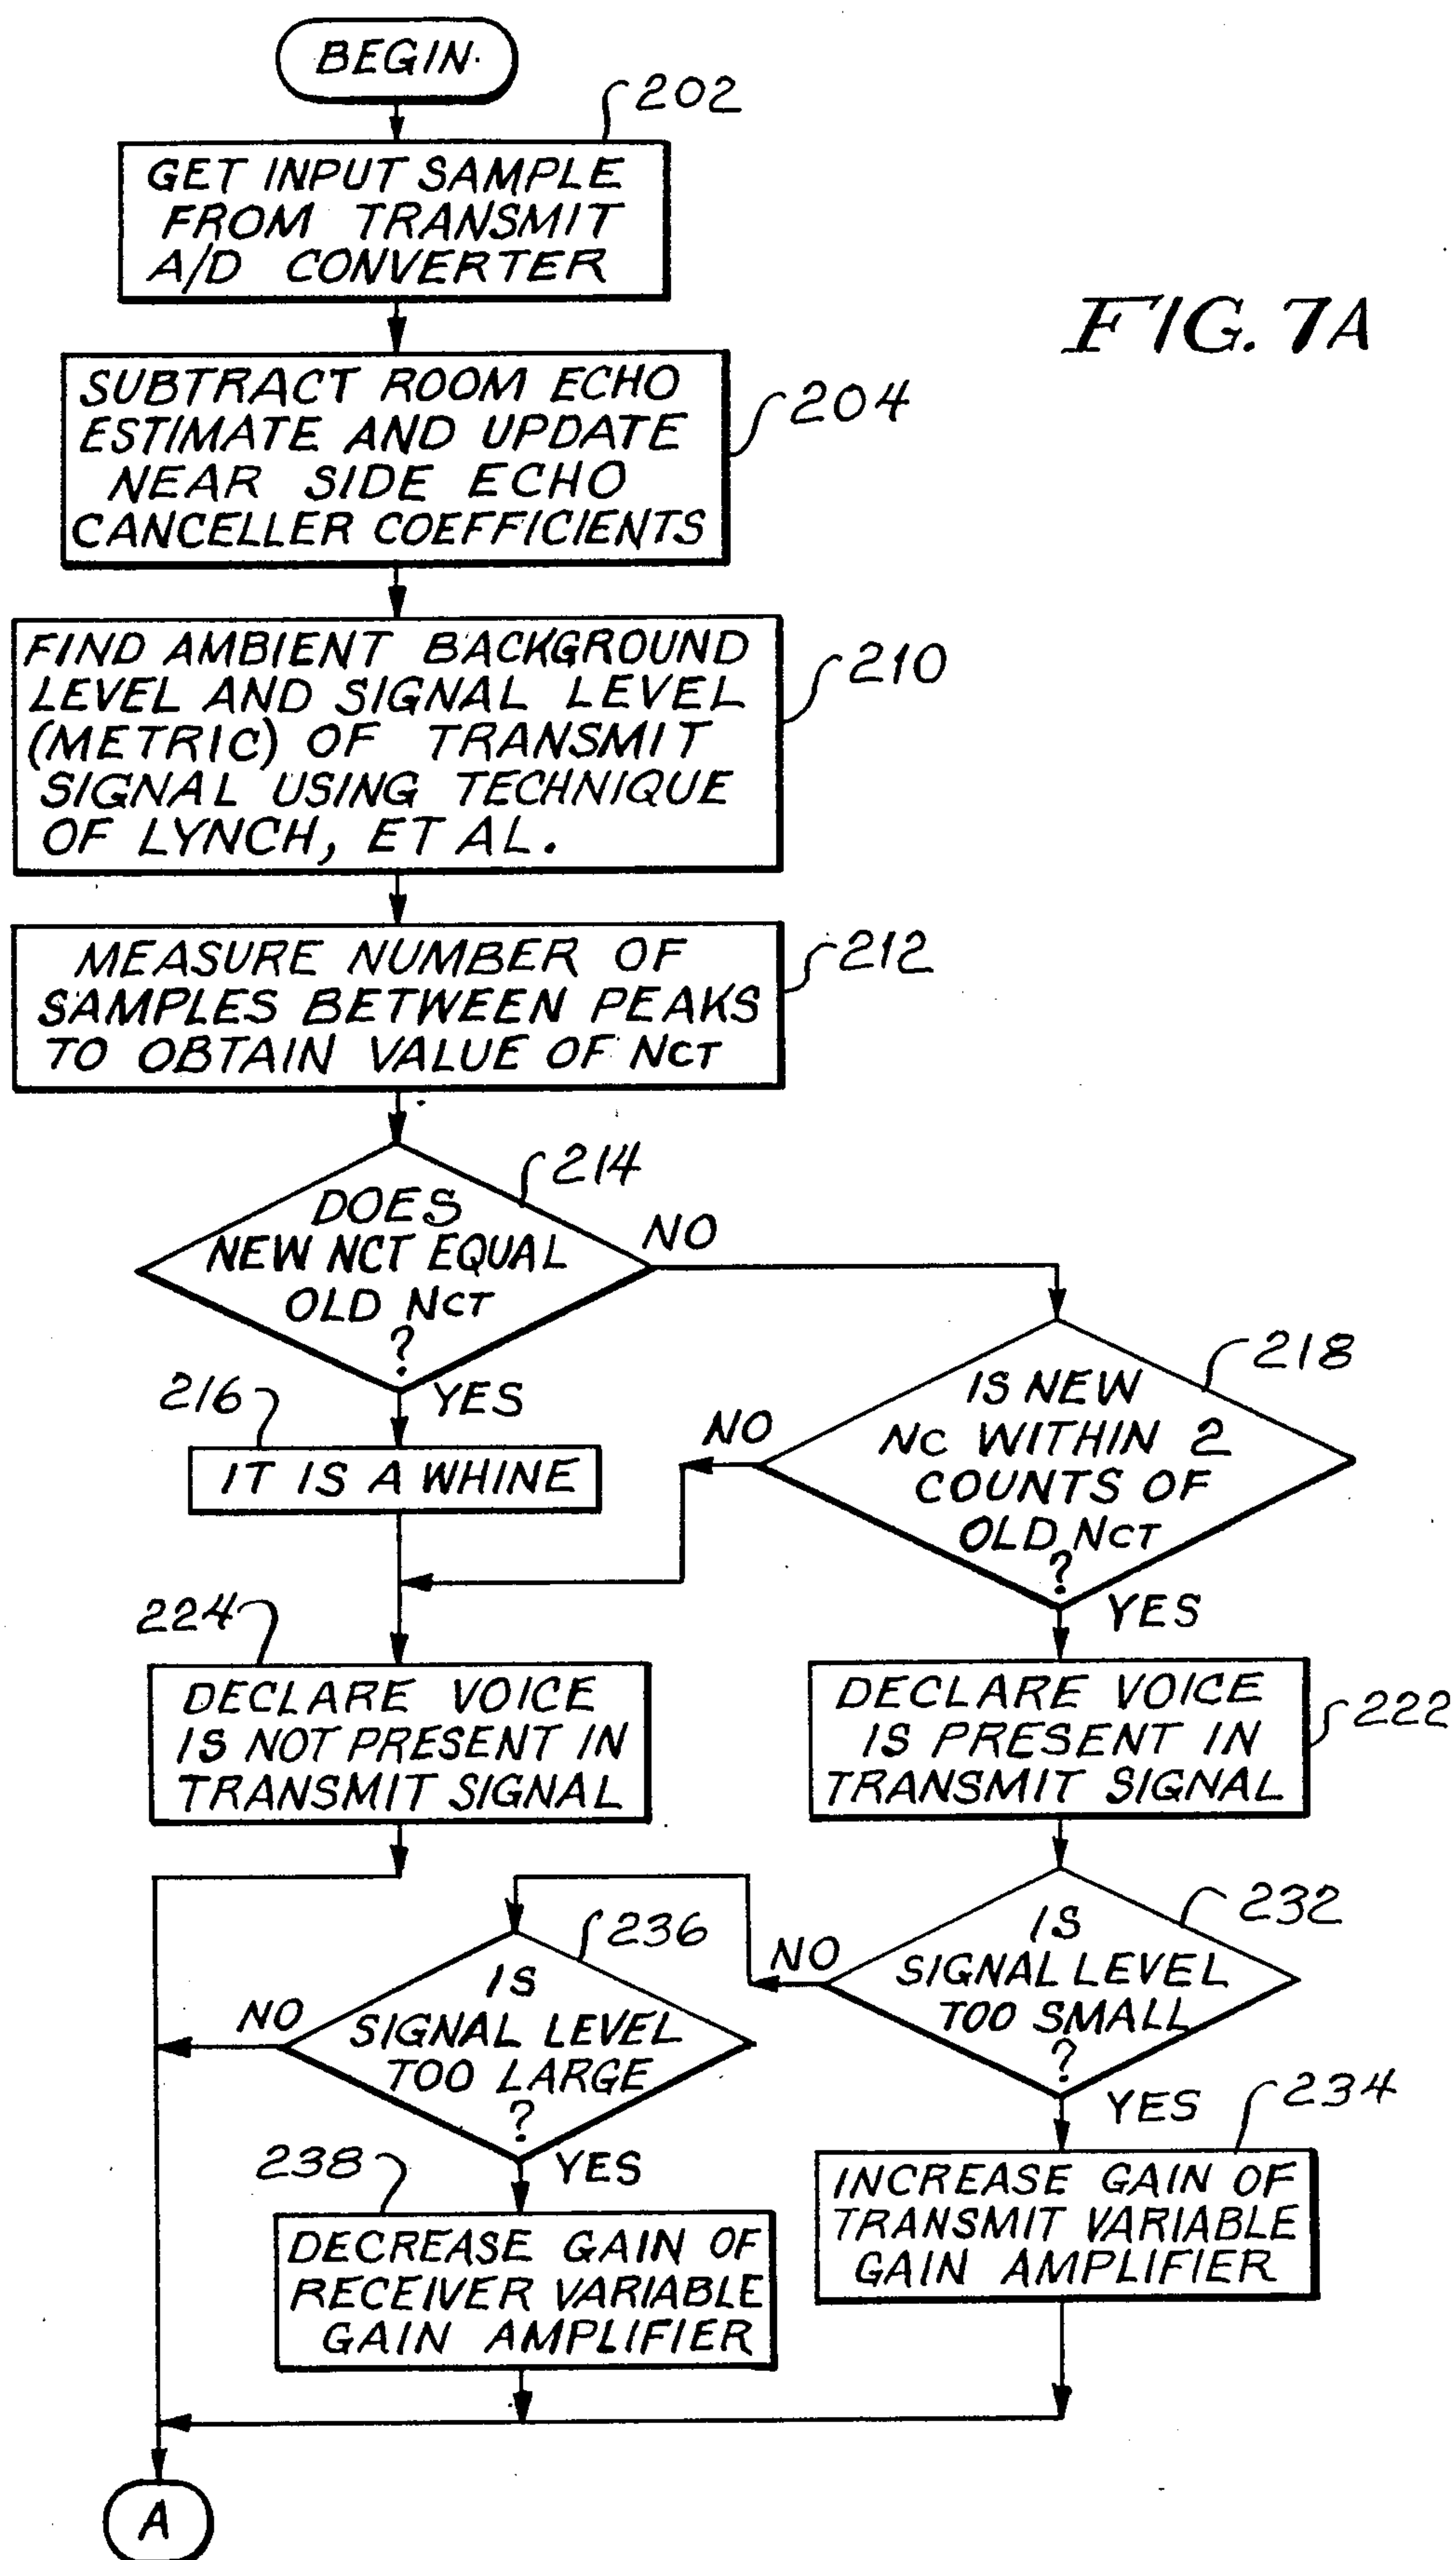 BEGIN.
202
GET INPUT SAMPLE
FROM TRANSMIT
A/D CONVERTER
FIG. 7A
SUBTRACT ROOM ECHO
ESTIMATE AND UPDATE
NEAR SIDE ECHO
CANCELLER COEFFICIENTS
204
FIND AMBIENT BACKGROUND
LEVEL AND SIGNAL LEVEL
(METRIC) OF TRANSMIT
SIGNAL USING TECHNIQUE
OF LYNCH, ET AL.
210
MEASURE NUMBER OF
SAMPLES BETWEEN PEAKS
TO OBTAIN VALUE OF NCT
212
214
DOES
NEW NCT EQUAL
OLD NCT
?
NO
YES
216
IT IS A WHINE
218
IS NEW
NC WITHIN 2
COUNTS OF
OLD NCT
?
NO
YES
224
DECLARE VOICE
IS NOT PRESENT IN
TRANSMIT SIGNAL
DECLARE VOICE
IS PRESENT IN
TRANSMIT SIGNAL
222
232
IS
SIGNAL LEVEL
TOO SMALL
?
NO
YES
236
IS
SIGNAL LEVEL
TOO LARGE
?
NO
YES
234
INCREASE GAIN OF
TRANSMIT VARIABLE
GAIN AMPLIFIER
238
DECREASE GAIN OF
RECEIVER VARIABLE
GAIN AMPLIFIER
A